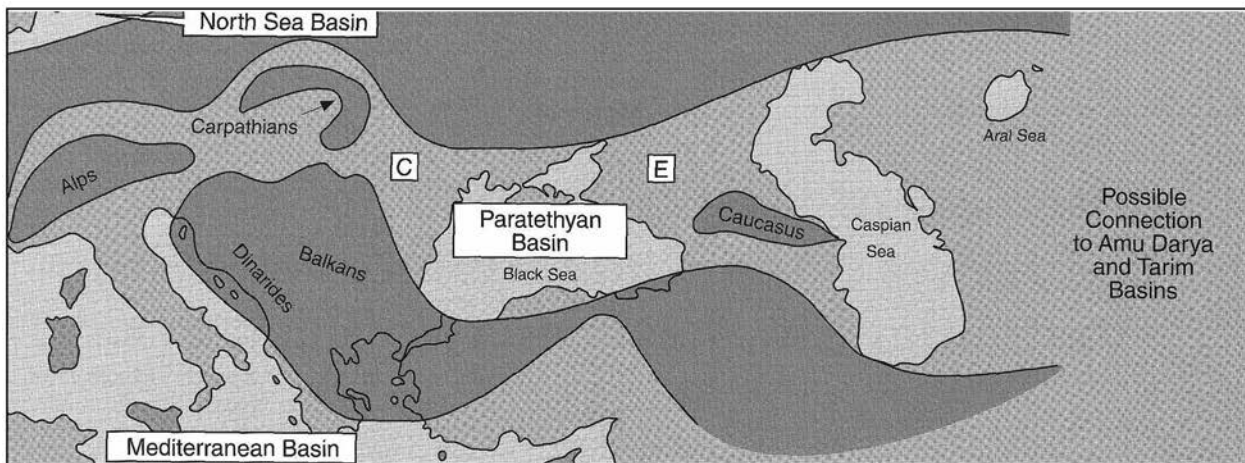 North Sea Basin
Carpathians
Alps
C
E
Aral Sea
Paratethyan
Basin
Black Sea
Caucasus
Caspian
Sea
Possible
Connection
to Amu Darya
and Tarim
Basins
Dinarides
Balkans
Mediterranean Basin